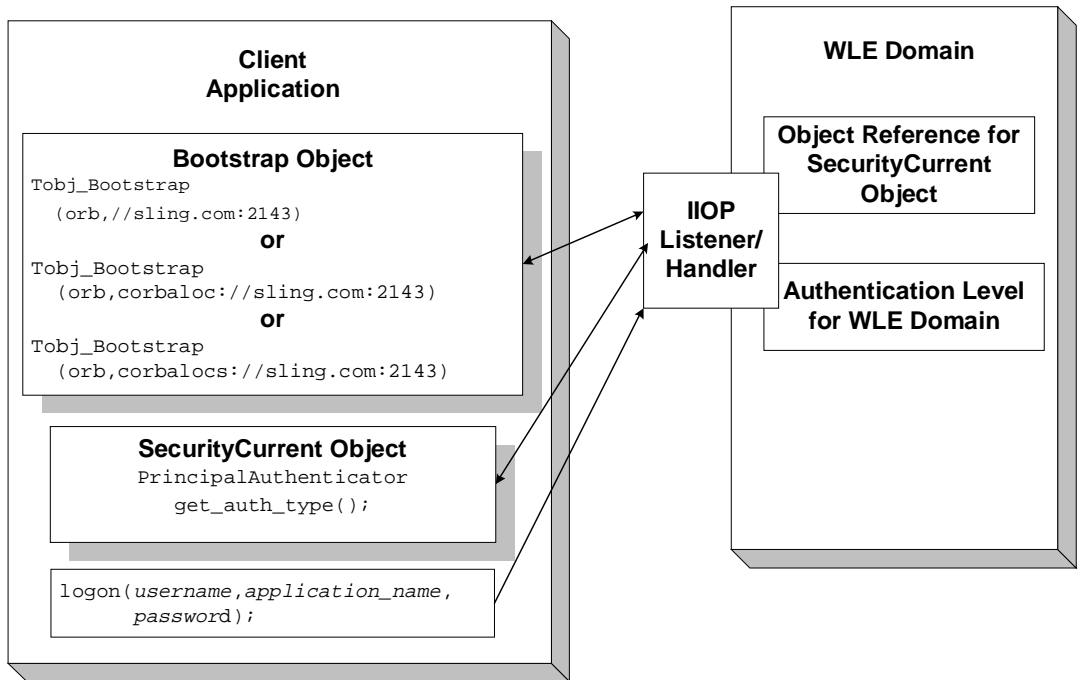 Client
Application
Bootstrap Object
Tobj_Bootstrap
(orb,//sling.com:2143)
or
Tobj_Bootstrap
(orb,corbaloc://sling.com:2143)
or
Tobj_Bootstrap
(orb,corbalocs://sling.com:2143)
SecurityCurrent Object
PrincipalAuthenticator
get_auth_type();
logon(username,application_name,
password);
IIOP
Listener/
Handler
WLE Domain
Object Reference for
SecurityCurrent
Object
Authentication Level
for WLE Domain